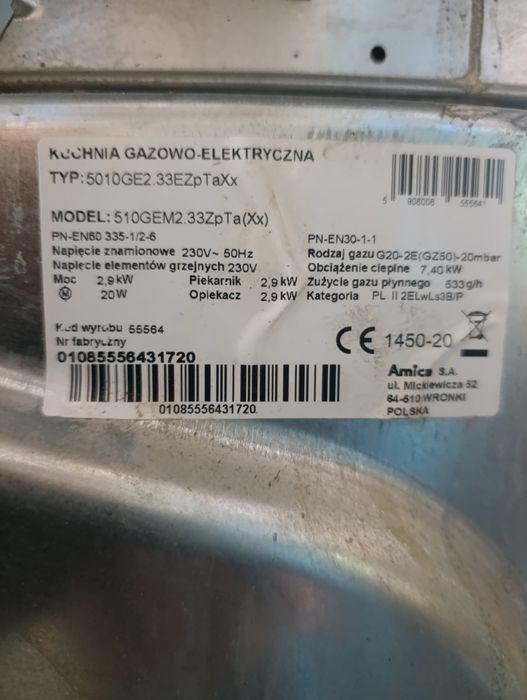 KUCHNIA GAZOWO-ELEKTRYCZNA
TYP:5010GE2.33EZpTaXx
5 908006 555641
MODEL: 510GEM2.33ZpTa(Xx)
PN-EN60 335-1/2-6 PN-EN30-1-1
Napięcie znamionowe 230V~ 50Hz Rodzaj gazu G20-2E(GZ50)-20mbar
Napięcie elementów grzejnych 230V Obciążenie cieplne 7,40 kW
Moc 2,9 kW Piekarnik 2,9 kW Zużycie gazu płynnego 533 g/h
M 20 W Opiekacz 2,9 kW Kategoria PL II 2ELwLs3B/P
Kod wyrobu 55564
Nr fabryczny
01085556431720
CE 1450-20
01085556431720
Amica S.A.
ul. Mickiewicza 52
64-510 WRONKI
POLSKA